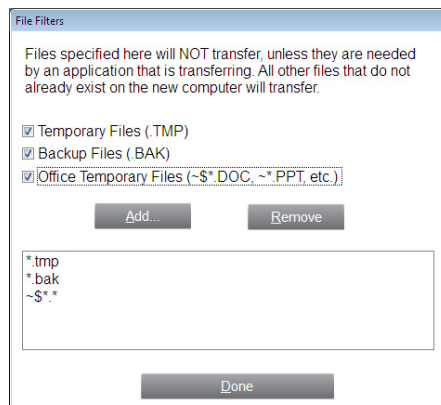 File Filters
Files specified here will NOT transfer, unless they are needed
by an application that is transferring. All other files that do not
already exist on the new computer will transfer.
Temporary Files (.TMP)
Backup Files (.BAK)
Office Temporary Files (~$*.DOC, ~*.PPT, etc.)
Add... Remove
*.tmp
*.bak
~$*.*
Done